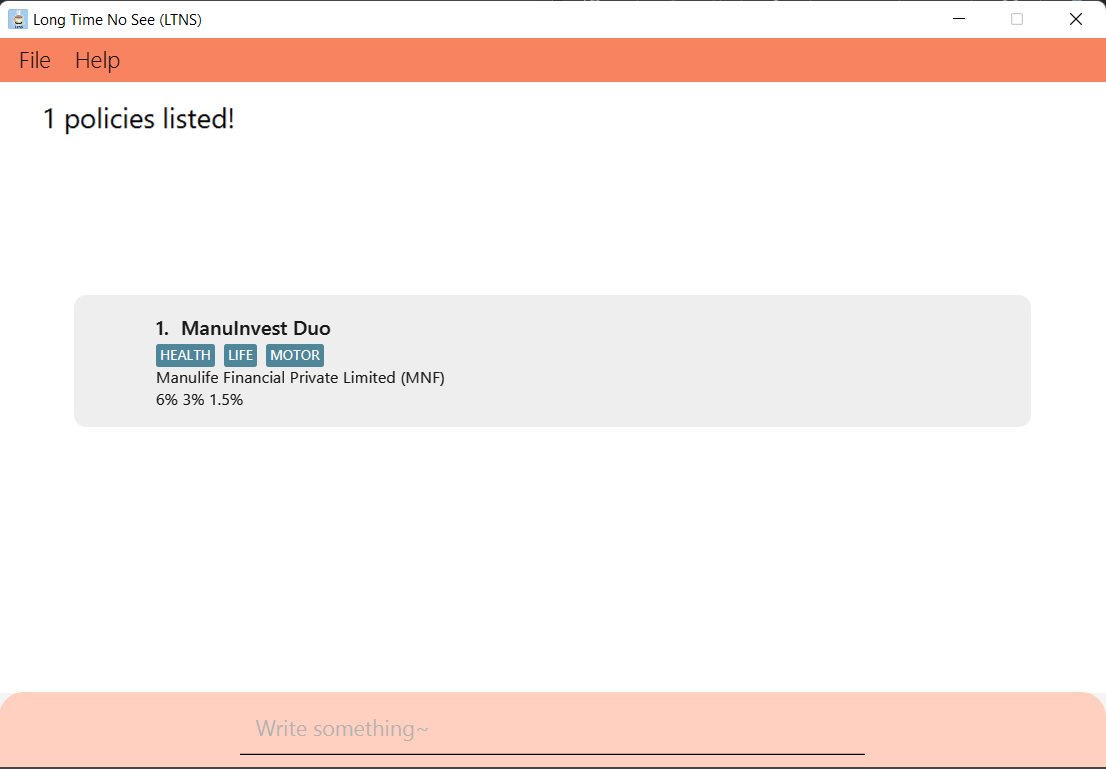 Long Time No See (LTNS)
File Help
1 policies listed!
1. ManuInvest Duo
HEALTH LIFE MOTOR
Manulife Financial Private Limited (MNF)
6% 3% 1.5%
Write something~